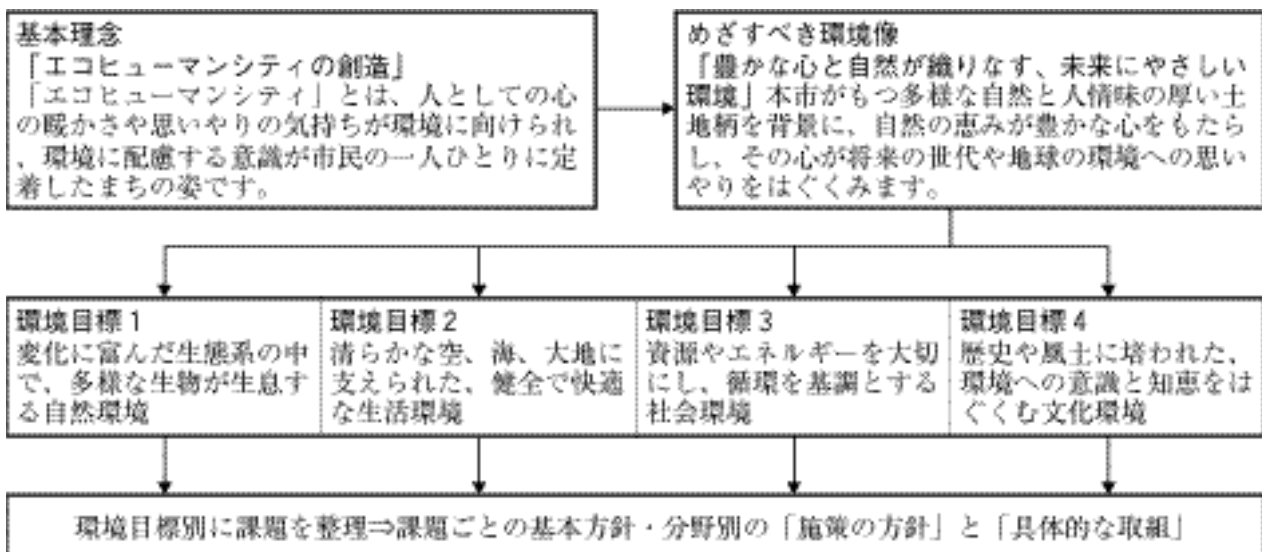 基本理念
「エコヒューマンシティの創造」
「エコヒューマンシティ」とは、人としての心
の暖かさや思いやりの気持ちが環境に向けられ
、環境に配慮する意識が市民の一人ひとりに定
着したまちの姿です。
めざすべき環境像
「豊かな心と自然が織りなす、未来にやさしい
環境」本市がもつ多様な自然と人情味の厚い土
地柄を背景に、自然の恵みが豊かな心をもたら
し、その心が将来の世代や地球の環境への思い
やりをはぐくみます。
環境目標1
変化に富んだ生態系の中
で、多様な生物が生息す
る自然環境
環境目標2
清らかな空、海、大地に
支えられた、健全で快適
な生活環境
環境目標3
資源やエネルギーを大切
にし、循環を基調とする
社会環境
環境目標4
歴史や風土に培われた、
環境への意識と知恵をは
ぐくむ文化環境
環境目標別に課題を整理⇒課題ごとの基本方針・分野別の「施策の方針」と「具体的な取組」